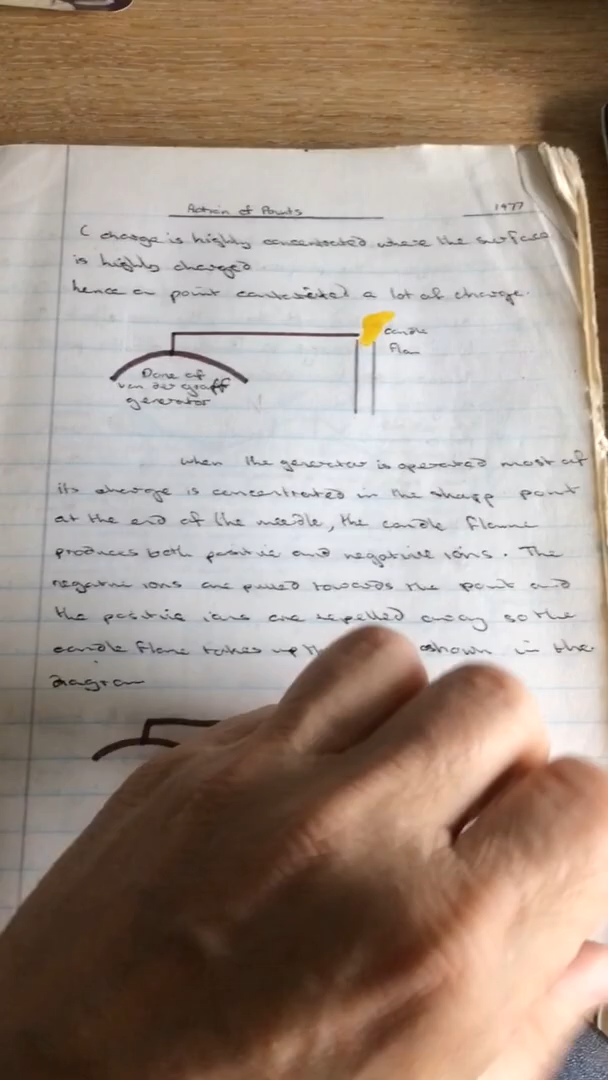 Action of Points 1977
( charge is highly concentrated where the surface
is highly charged
hence a point a lot of charge.
candle
flam
Dome of
van der graff
generator
when the generator is operated most of
its charge is concentrated in the sharp point
at the end of the needle, the candle flame
produces both positive and negative ions. The
negative ions are pulled towards the point and
the positive ions are repelled away so the
candle flame takes up shown in the
diagram